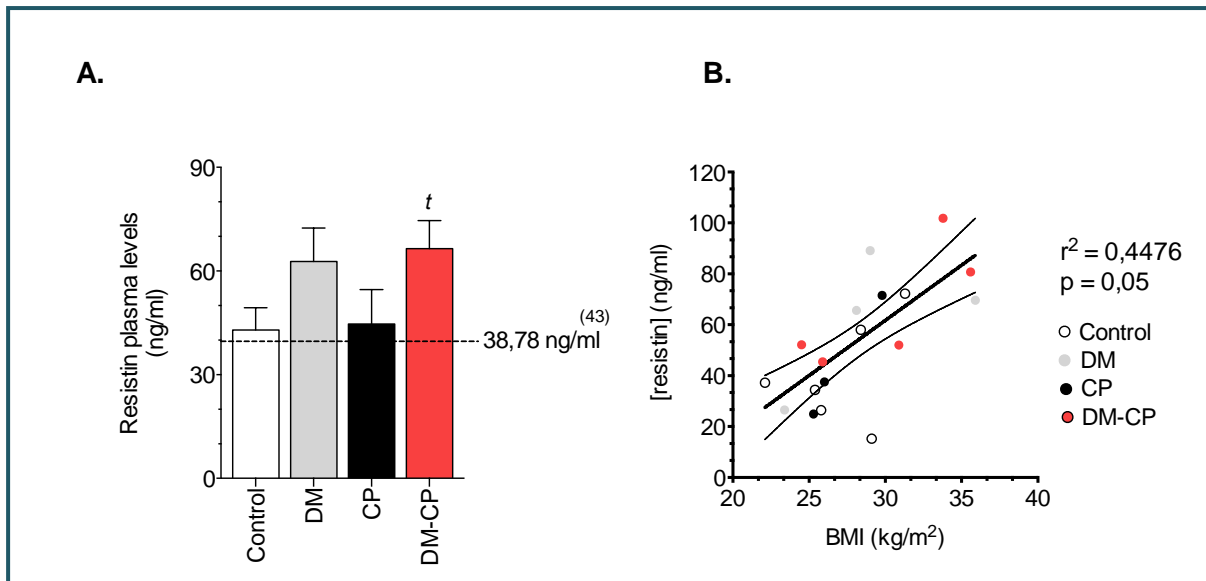 A.
B.
Resistin plasma levels
(ng/ml)
90
60
30
0
t
38,78 ng/ml(43)
Control
DM
CP
DM-CP
[resistin] (ng/ml)
120
100
80
60
40
20
0
20
25
30
35
40
BMI (kg/m²)
r² = 0,4476
p = 0,05
Control
DM
CP
DM-CP